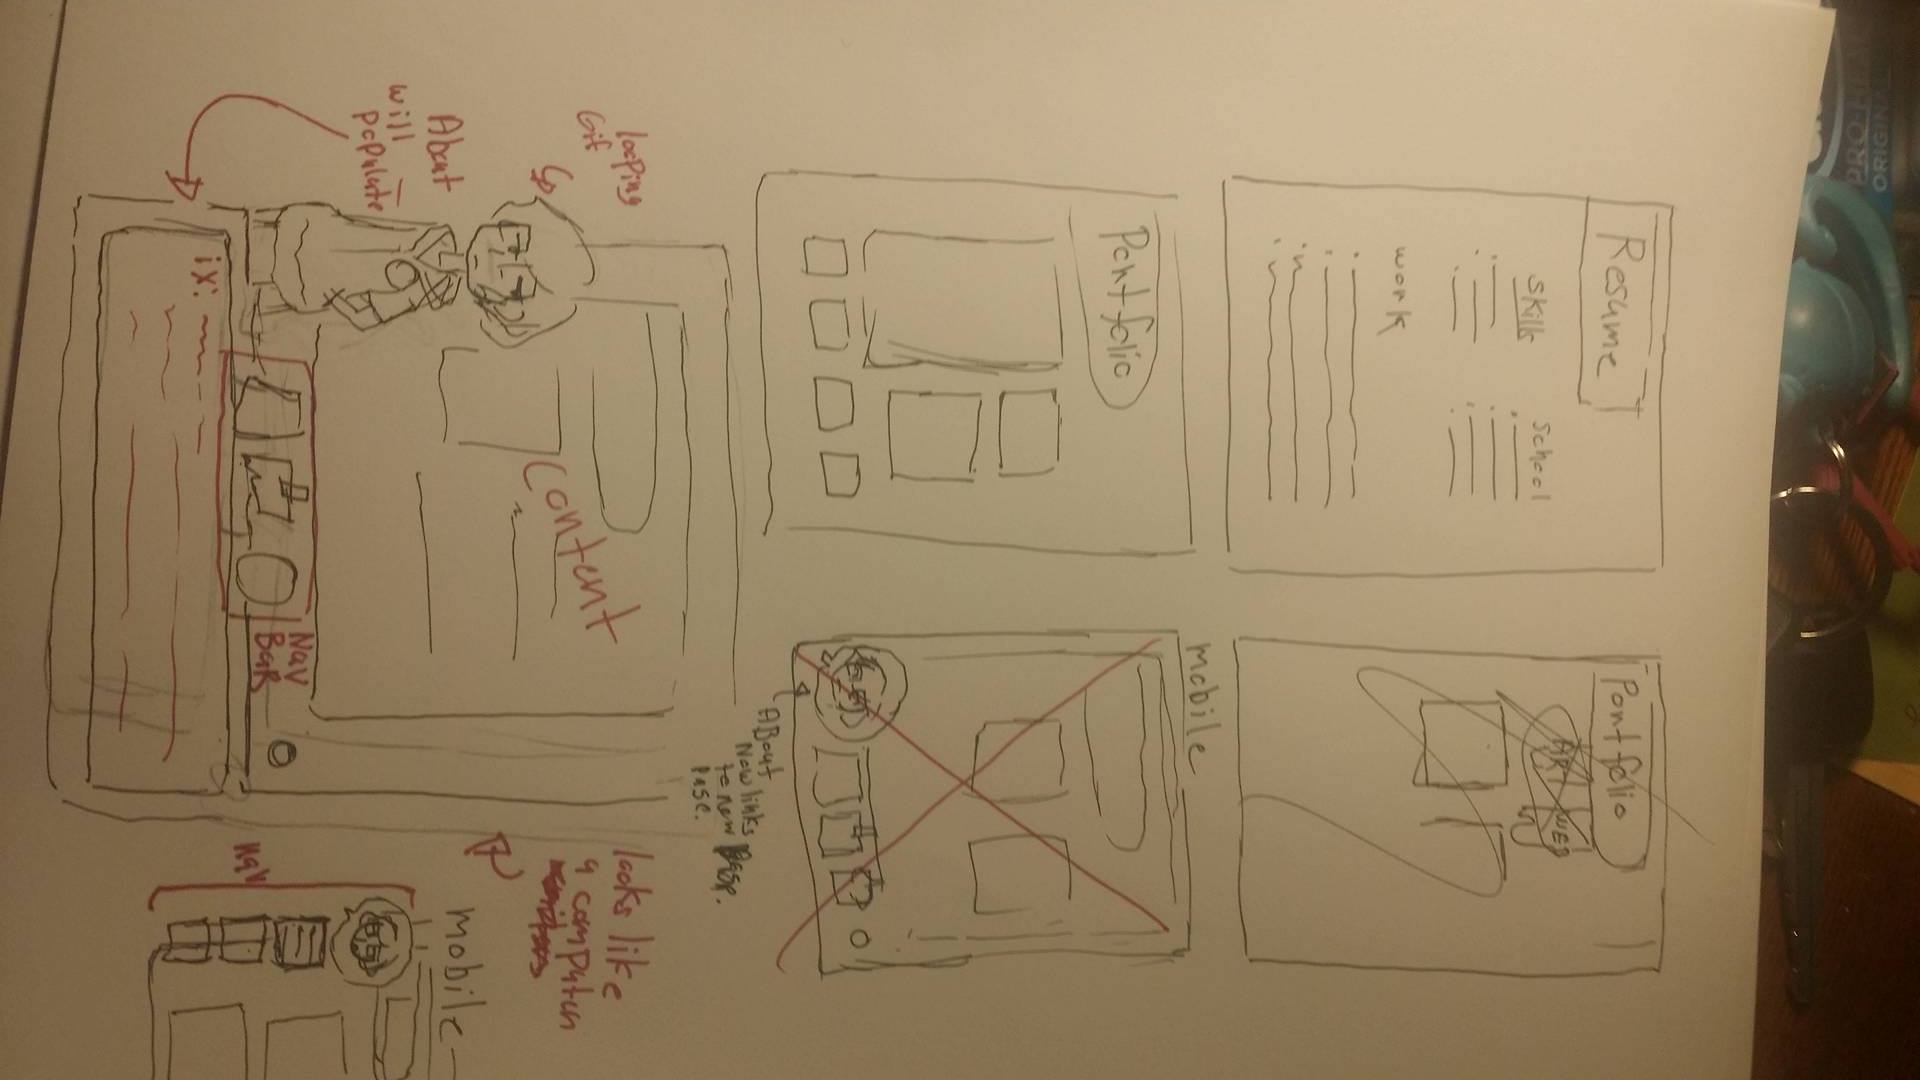 ORIGINAL
PRO-HEAL
Resume
Skills
School
work
Portfolio
ART
WEB
Portfolio
mobile
ABout
Now links
to new
page.
looping
Gif
Content
looks like
a computer
About
will
populate
mobile
Nav
Bar
nav
ix: